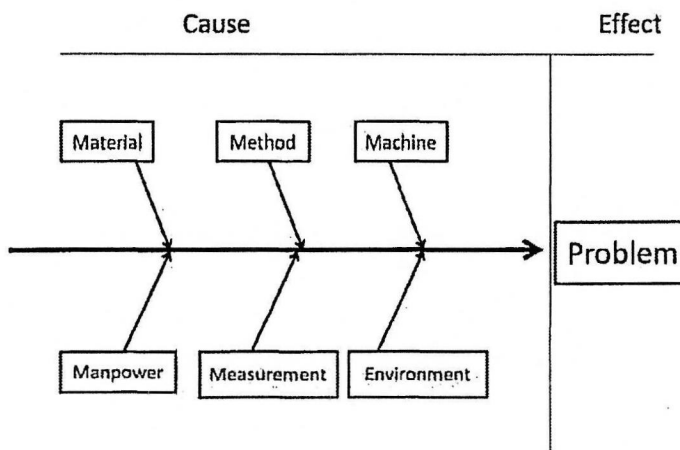 Cause Effect
Material Method Machine
Problem
Manpower Measurement Environment